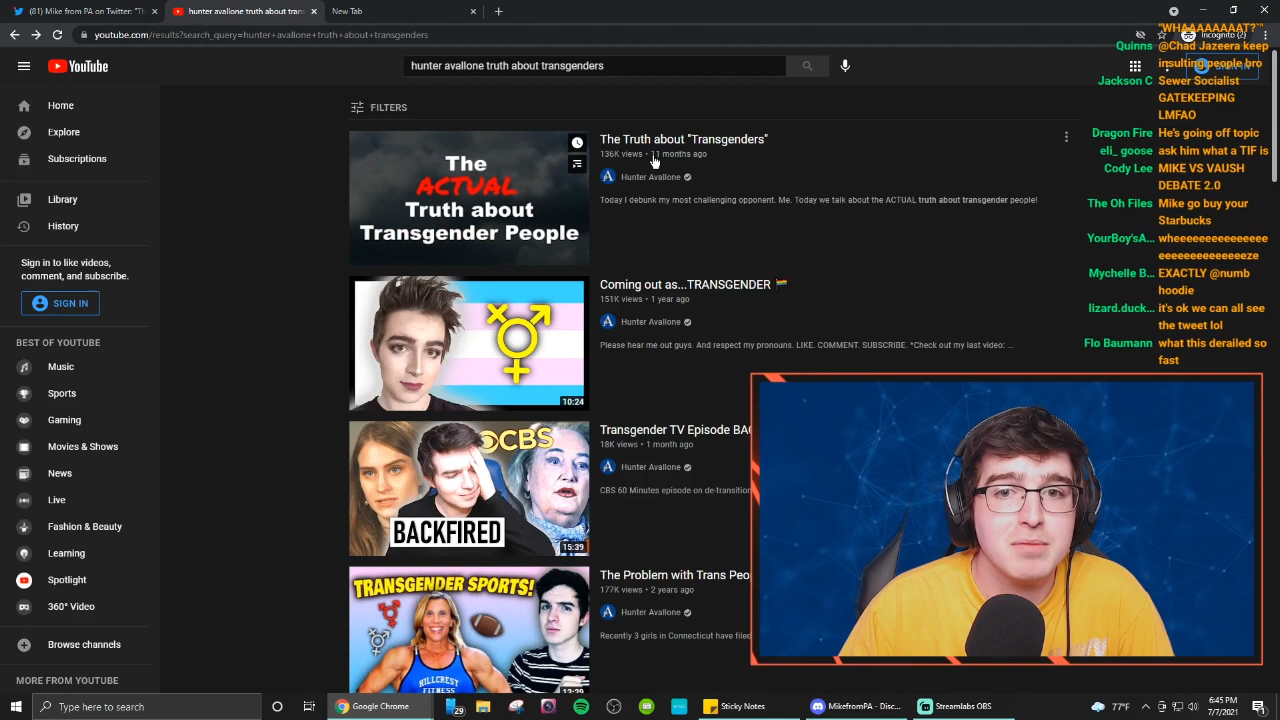 (81) Mike from PA on Twitter: "Th
hunter avallone truth about tran
New Tab
youtube.com/results?search_query=hunter+avallone+truth+about+transgenders
Incognito (2)
YouTube
hunter avallone truth about transgenders
Home
Explore
Subscriptions
Library
History
Sign in to like videos,
comment, and subscribe.
SIGN IN
BEST OF YOUTUBE
Music
Sports
Gaming
Movies & Shows
News
Live
Fashion & Beauty
Learning
Spotlight
360° Video
Browse channels
MORE FROM YOUTUBE
FILTERS
The
ACTUAL
Truth about
Transgender People
The Truth about "Transgenders"
136K views • 11 months ago
Hunter Avallone
Today I debunk my most challenging opponent. Me. Today we talk about the ACTUAL truth about transgender people!
10:24
Coming out as...TRANSGENDER
151K views • 1 year ago
Hunter Avallone
Please hear me out guys. And respect my pronouns. LIKE. COMMENT. SUBSCRIBE. *Check out my last video: ...
CBS
BACKFIRED
15:39
Transgender TV Episode BAC
18K views • 1 month ago
Hunter Avallone
CBS 60 Minutes episode on de-transition
TRANSGENDER SPORTS!
HILLCREST
FITNESS
12:29
The Problem with Trans Peo
177K views • 2 years ago
Hunter Avallone
Recently 3 girls in Connecticut have filed
"WHAAAAAAAT?`"
Quinns @Chad Jazeera keep
insulting people bro
Jackson C Sewer Socialist
GATEKEEPING
LMFAO
Dragon Fire He's going off topic
eli_ goose ask him what a TIF is
Cody Lee MIKE VS VAUSH
DEBATE 2.0
The Oh Files Mike go buy your
Starbucks
YourBoy'sA... wheeeeeeeeeeeeeee
eeeeeeeeeeeeeeeze
Mychelle B... EXACTLY @numb
hoodie
lizard.duck... it's ok we can all see
the tweet lol
Flo Baumann what this derailed so
fast
Type here to search
Google Chrome
29
Sticky Notes
MikefromPA - Disc...
Streamlabs OBS
77°F
6:45 PM
7/7/2021